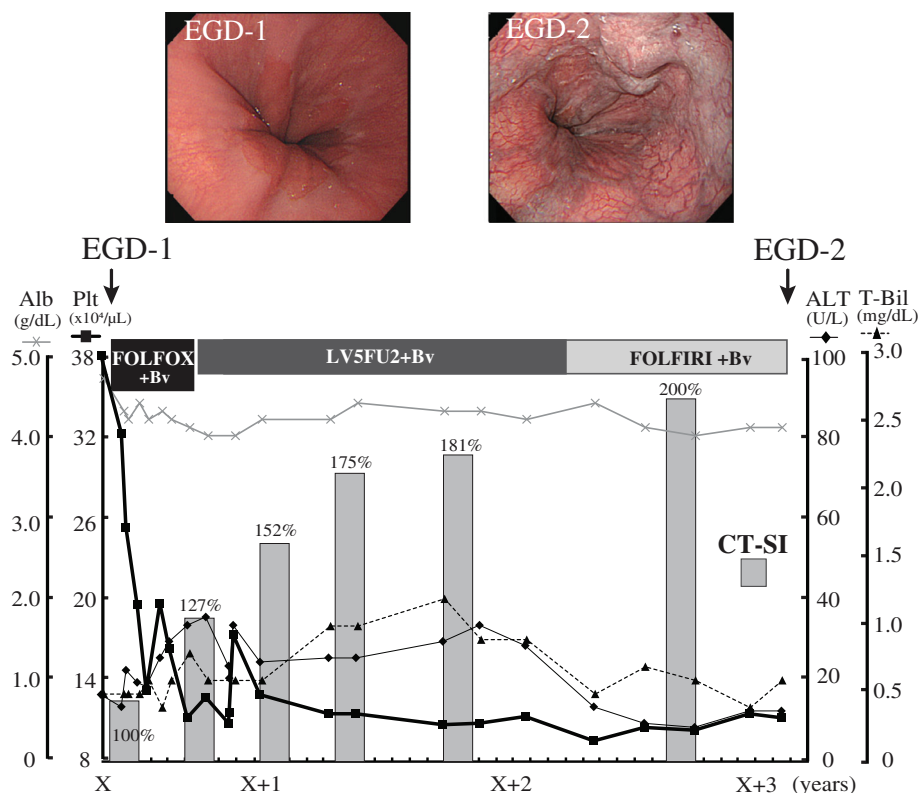 EGD-1
EGD-2
EGD-1
EGD-2
Alb
(g/dL)
Plt
(x10⁴/μL)
ALT
(U/L)
T-Bil
(mg/dL)
FOLFOX
+Bv
LV5FU2+Bv
FOLFIRI +Bv
5.0
38
100
3.0
200%
2.5
4.0
32
80
181%
175%
2.0
3.0
26
60
152%
1.5
CT-SI
2.0
20
127%
40
1.0
1.0
14
20
0.5
100%
0
8
0
0
X
X+1
X+2
X+3
(years)